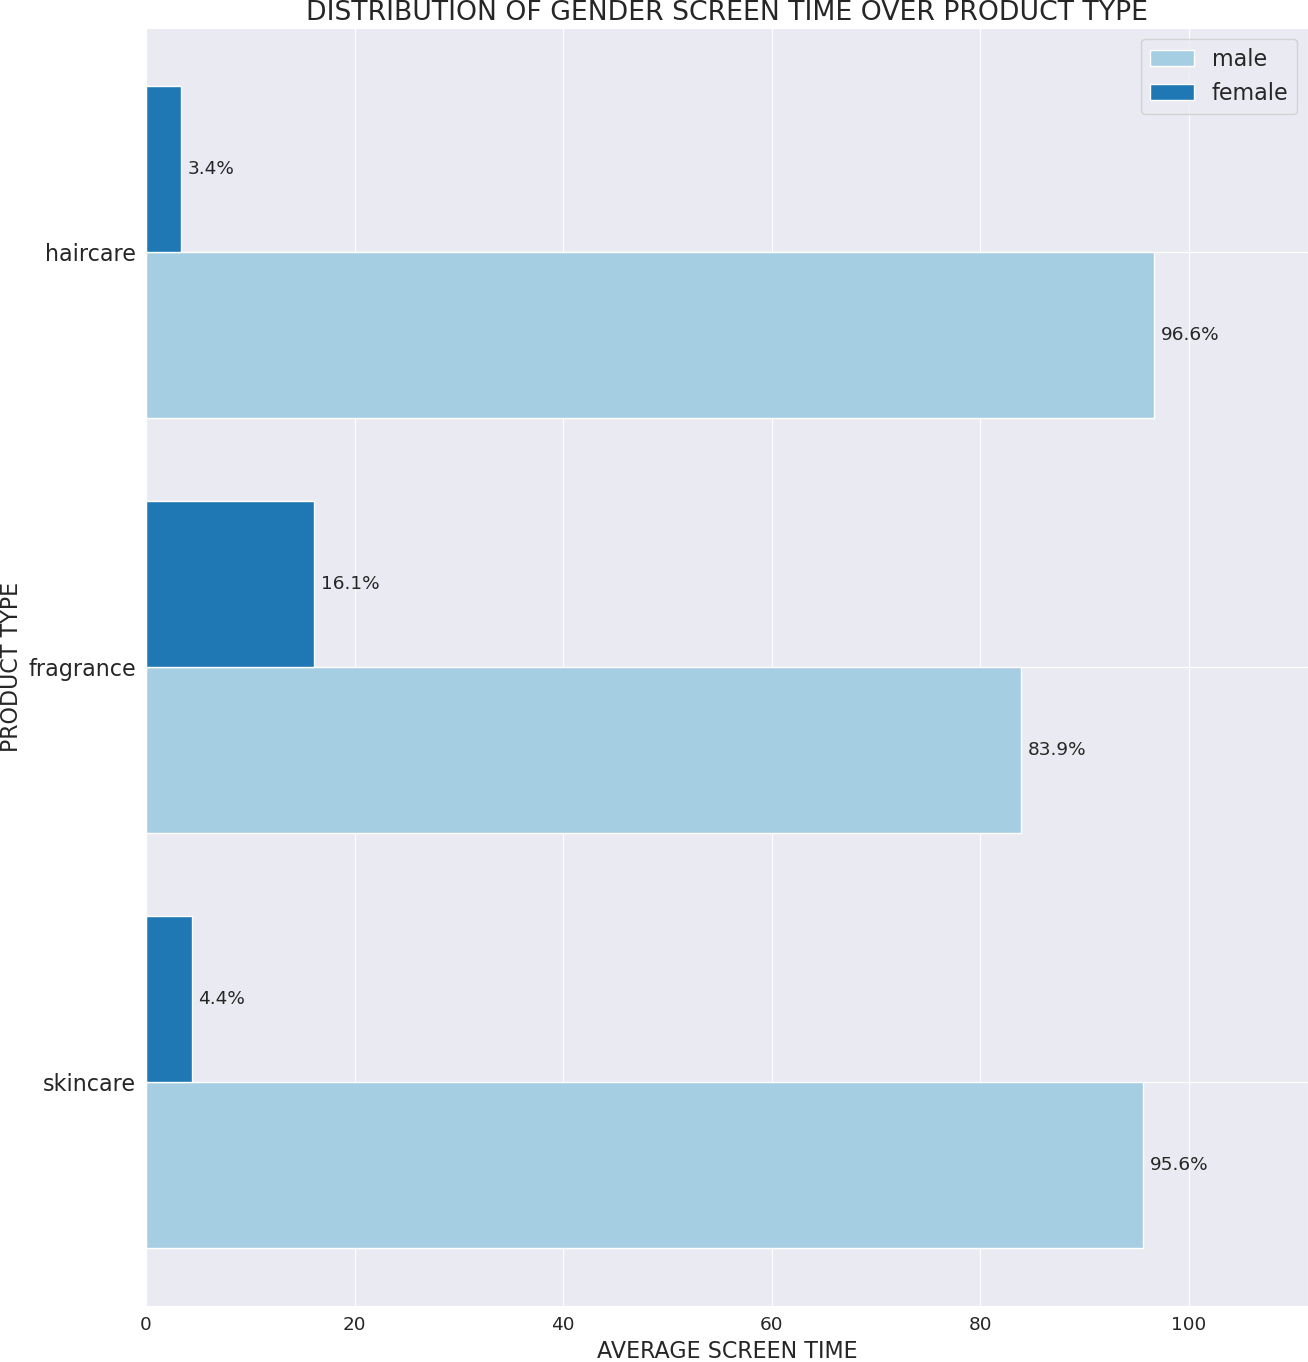 DISTRIBUTION OF GENDER SCREEN TIME OVER PRODUCT TYPE
male
female
3.4%
haircare
96.6%
16.1%
fragrance
83.9%
4.4%
skincare
95.6%
PRODUCT TYPE
0 20 40 60 80 100
AVERAGE SCREEN TIME